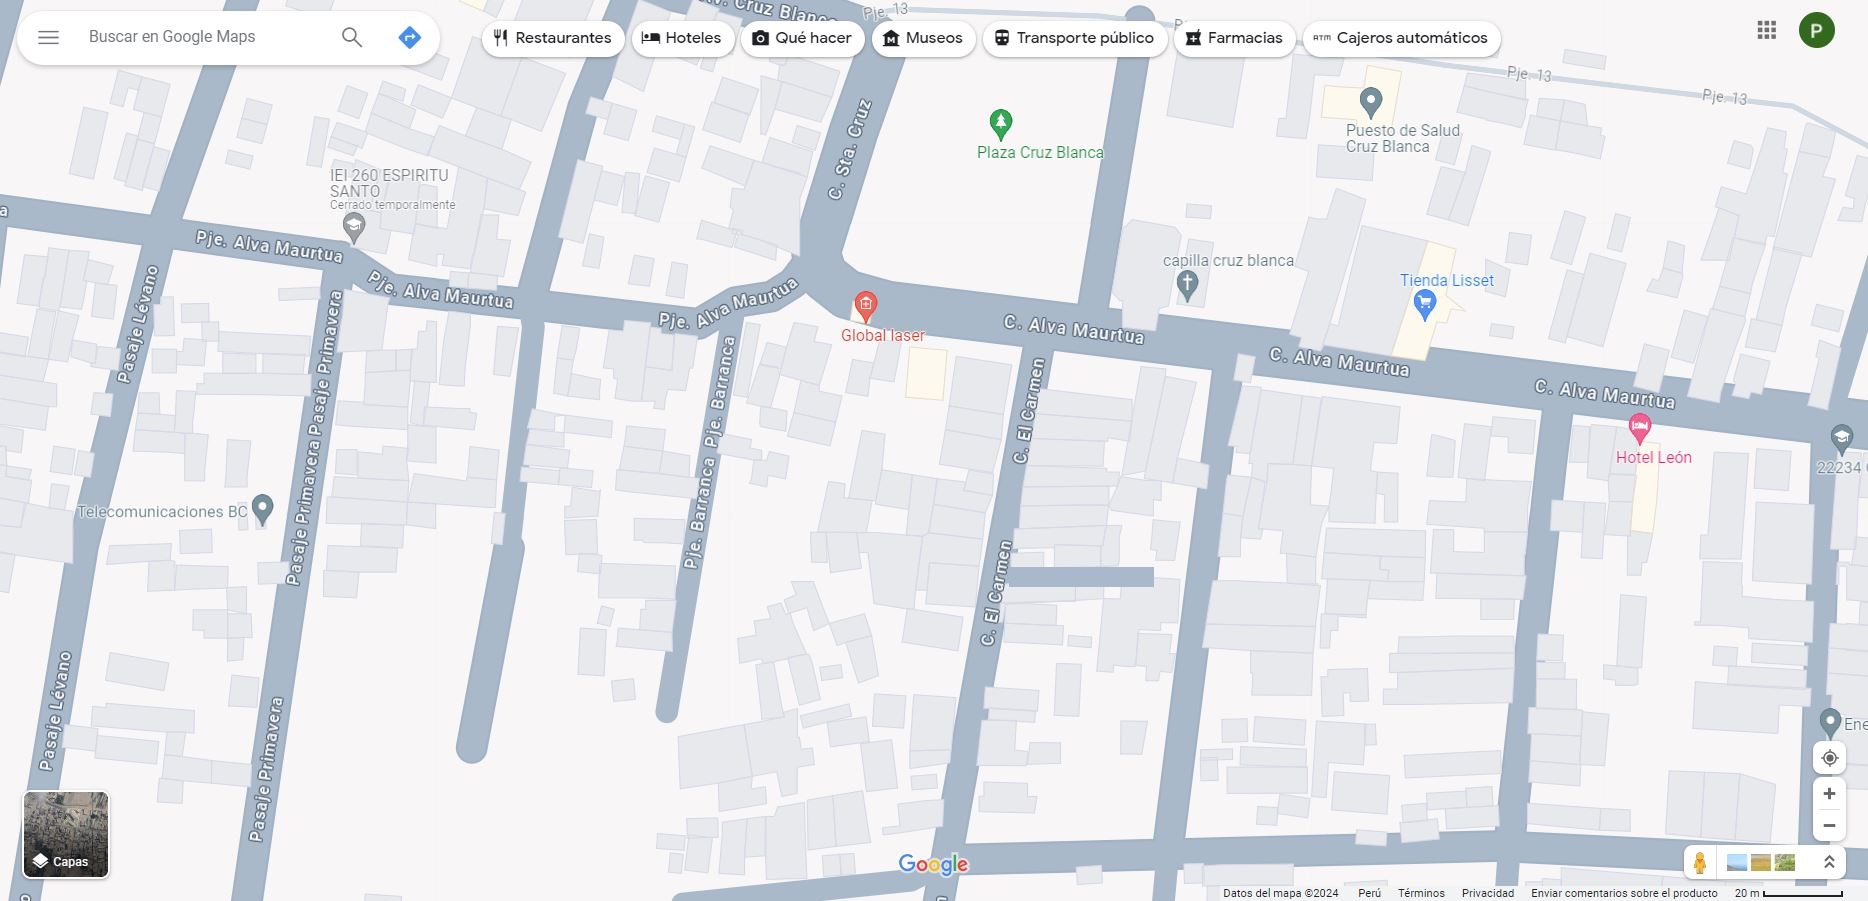 Buscar en Google Maps
Restaurantes
Hoteles
Qué hacer
Museos
Transporte público
Farmacias
ATM
Cajeros automáticos
P
Cruz Blanca
Pje. 13
Pje. 13
Pje. 13
C. Sta. Cruz
Plaza Cruz Blanca
Puesto de Salud
Cruz Blanca
IEI 260 ESPIRITU
SANTO
Cerrado temporalmente
a
Pje. Alva Maurtua
Pje. Alva Maurtua
Pje. Alva Maurtua
capilla cruz blanca
Tienda Lisset
Global laser
C. Alva Maurtua
C. Alva Maurtua
C. Alva Maurtua
Pasaje Lévano
Pasaje Primavera
Pasaje Primavera
Pje. Barranca
Pje. Barranca
C. El Carmen
C. El Carmen
Hotel León
22234
Telecomunicaciones BC
Pasaje Lévano
Pasaje Primavera
Ene
Capas
Google
Datos del mapa ©2024
Perú
Términos
Privacidad
Enviar comentarios sobre el producto
20 m